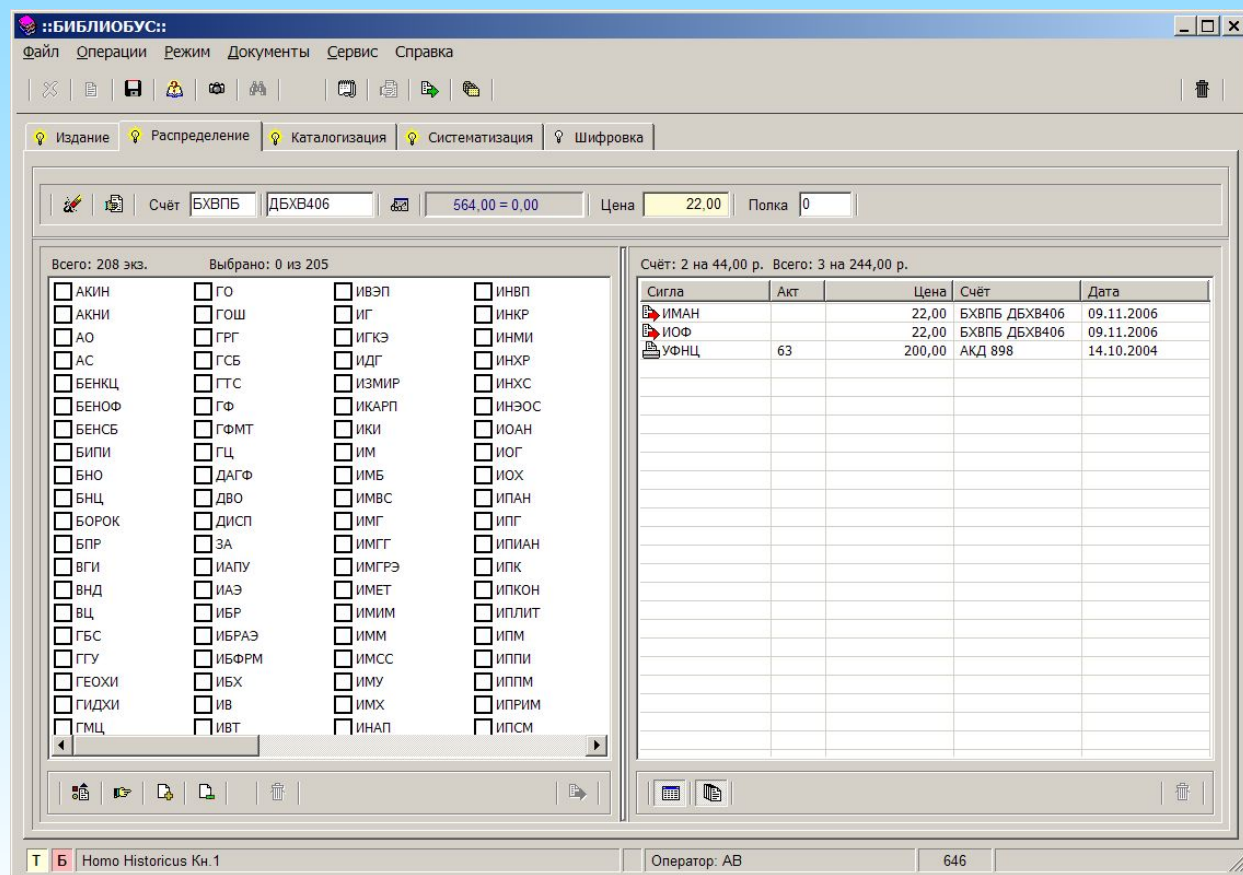 ::БИБЛИОБУС::
Файл Операции Режим Документы Сервис Справка
Издание Распределение Каталогизация Систематизация Шифровка
Счёт БХВПБ ДБХВ406 564,00 = 0,00 Цена 22,00 Полка 0
Всего: 208 экз. Выбрано: 0 из 205
АКИН ГО ИВЭП ИНВП
АКНИ ГОШ ИГ ИНКР
АО ГРГ ИГКЭ ИНМИ
АС ГСБ ИДГ ИНХР
БЕНКЦ ГТС ИЗМИР ИНХС
БЕНОФ ГФ ИКАРП ИНЭОС
БЕНСБ ГФМТ ИКИ ИОАН
БИПИ ГЦ ИМ ИОГ
БНО ДАГФ ИМБ ИОХ
БНЦ ДВО ИМВС ИПАН
БОРОК ДИСП ИМГ ИПГ
БПР ЗА ИМГГ ИПИАН
ВГИ ИАПУ ИМГРЭ ИПК
ВНД ИАЭ ИМЕТ ИПКОН
ВЦ ИБР ИМИМ ИПЛИТ
ГБС ИБРАЭ ИММ ИПМ
ГГУ ИБФРМ ИМСС ИППИ
ГЕОХИ ИБХ ИМУ ИППМ
ГИДХИ ИВ ИМХ ИПРИМ
ГМЦ ИВТ ИНАП ИПСМ
Счёт: 2 на 44,00 р. Всего: 3 на 244,00 р.
Сигла Акт Цена Счёт Дата
ИМАН 22,00 БХВПБ ДБХВ406 09.11.2006
ИОФ 22,00 БХВПБ ДБХВ406 09.11.2006
УФНЦ 63 200,00 АКД 898 14.10.2004
Т Б Homo Historicus Кн.1 Оператор: АВ 646